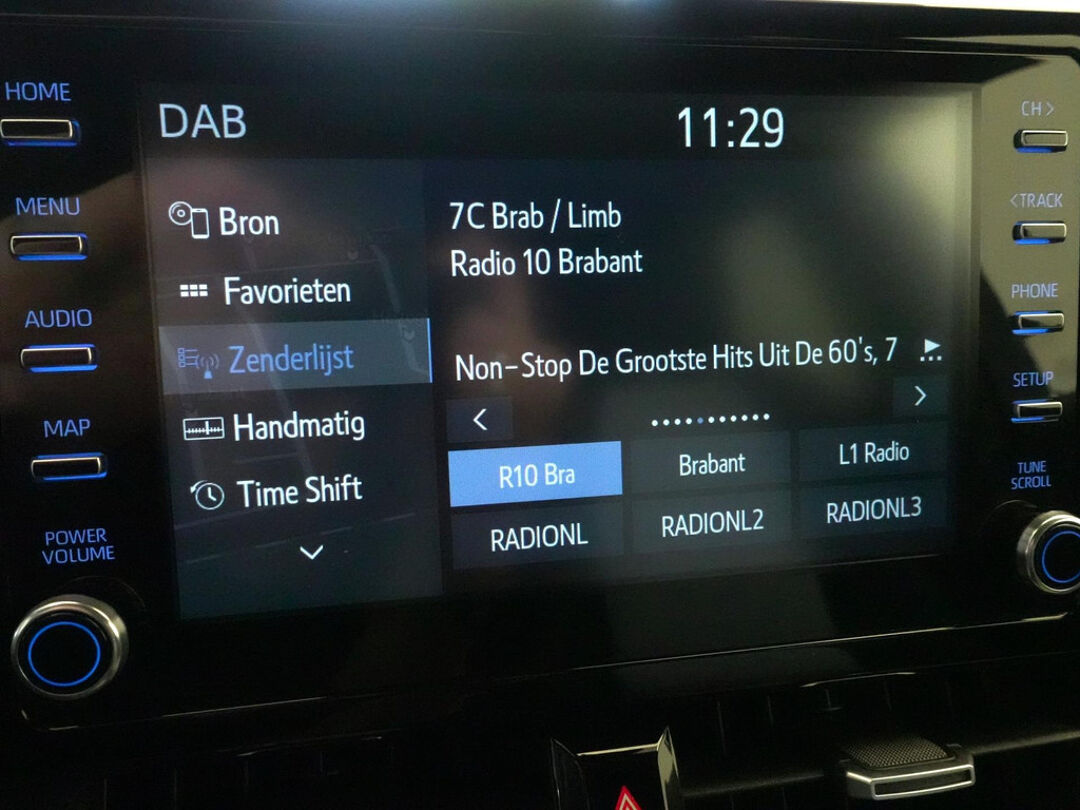 HOME
MENU
AUDIO
MAP
POWER
VOLUME
DAB
11:29
Bron
Favorieten
Zenderlijst
Handmatig
Time Shift
7C Brab / Limb
Radio 10 Brabant
Non-Stop De Grootste Hits Uit De 60's, 7
R10 Bra
Brabant
L1 Radio
RADIONL
RADIONL2
RADIONL3
CH >
< TRACK
PHONE
SETUP
TUNE
SCROLL